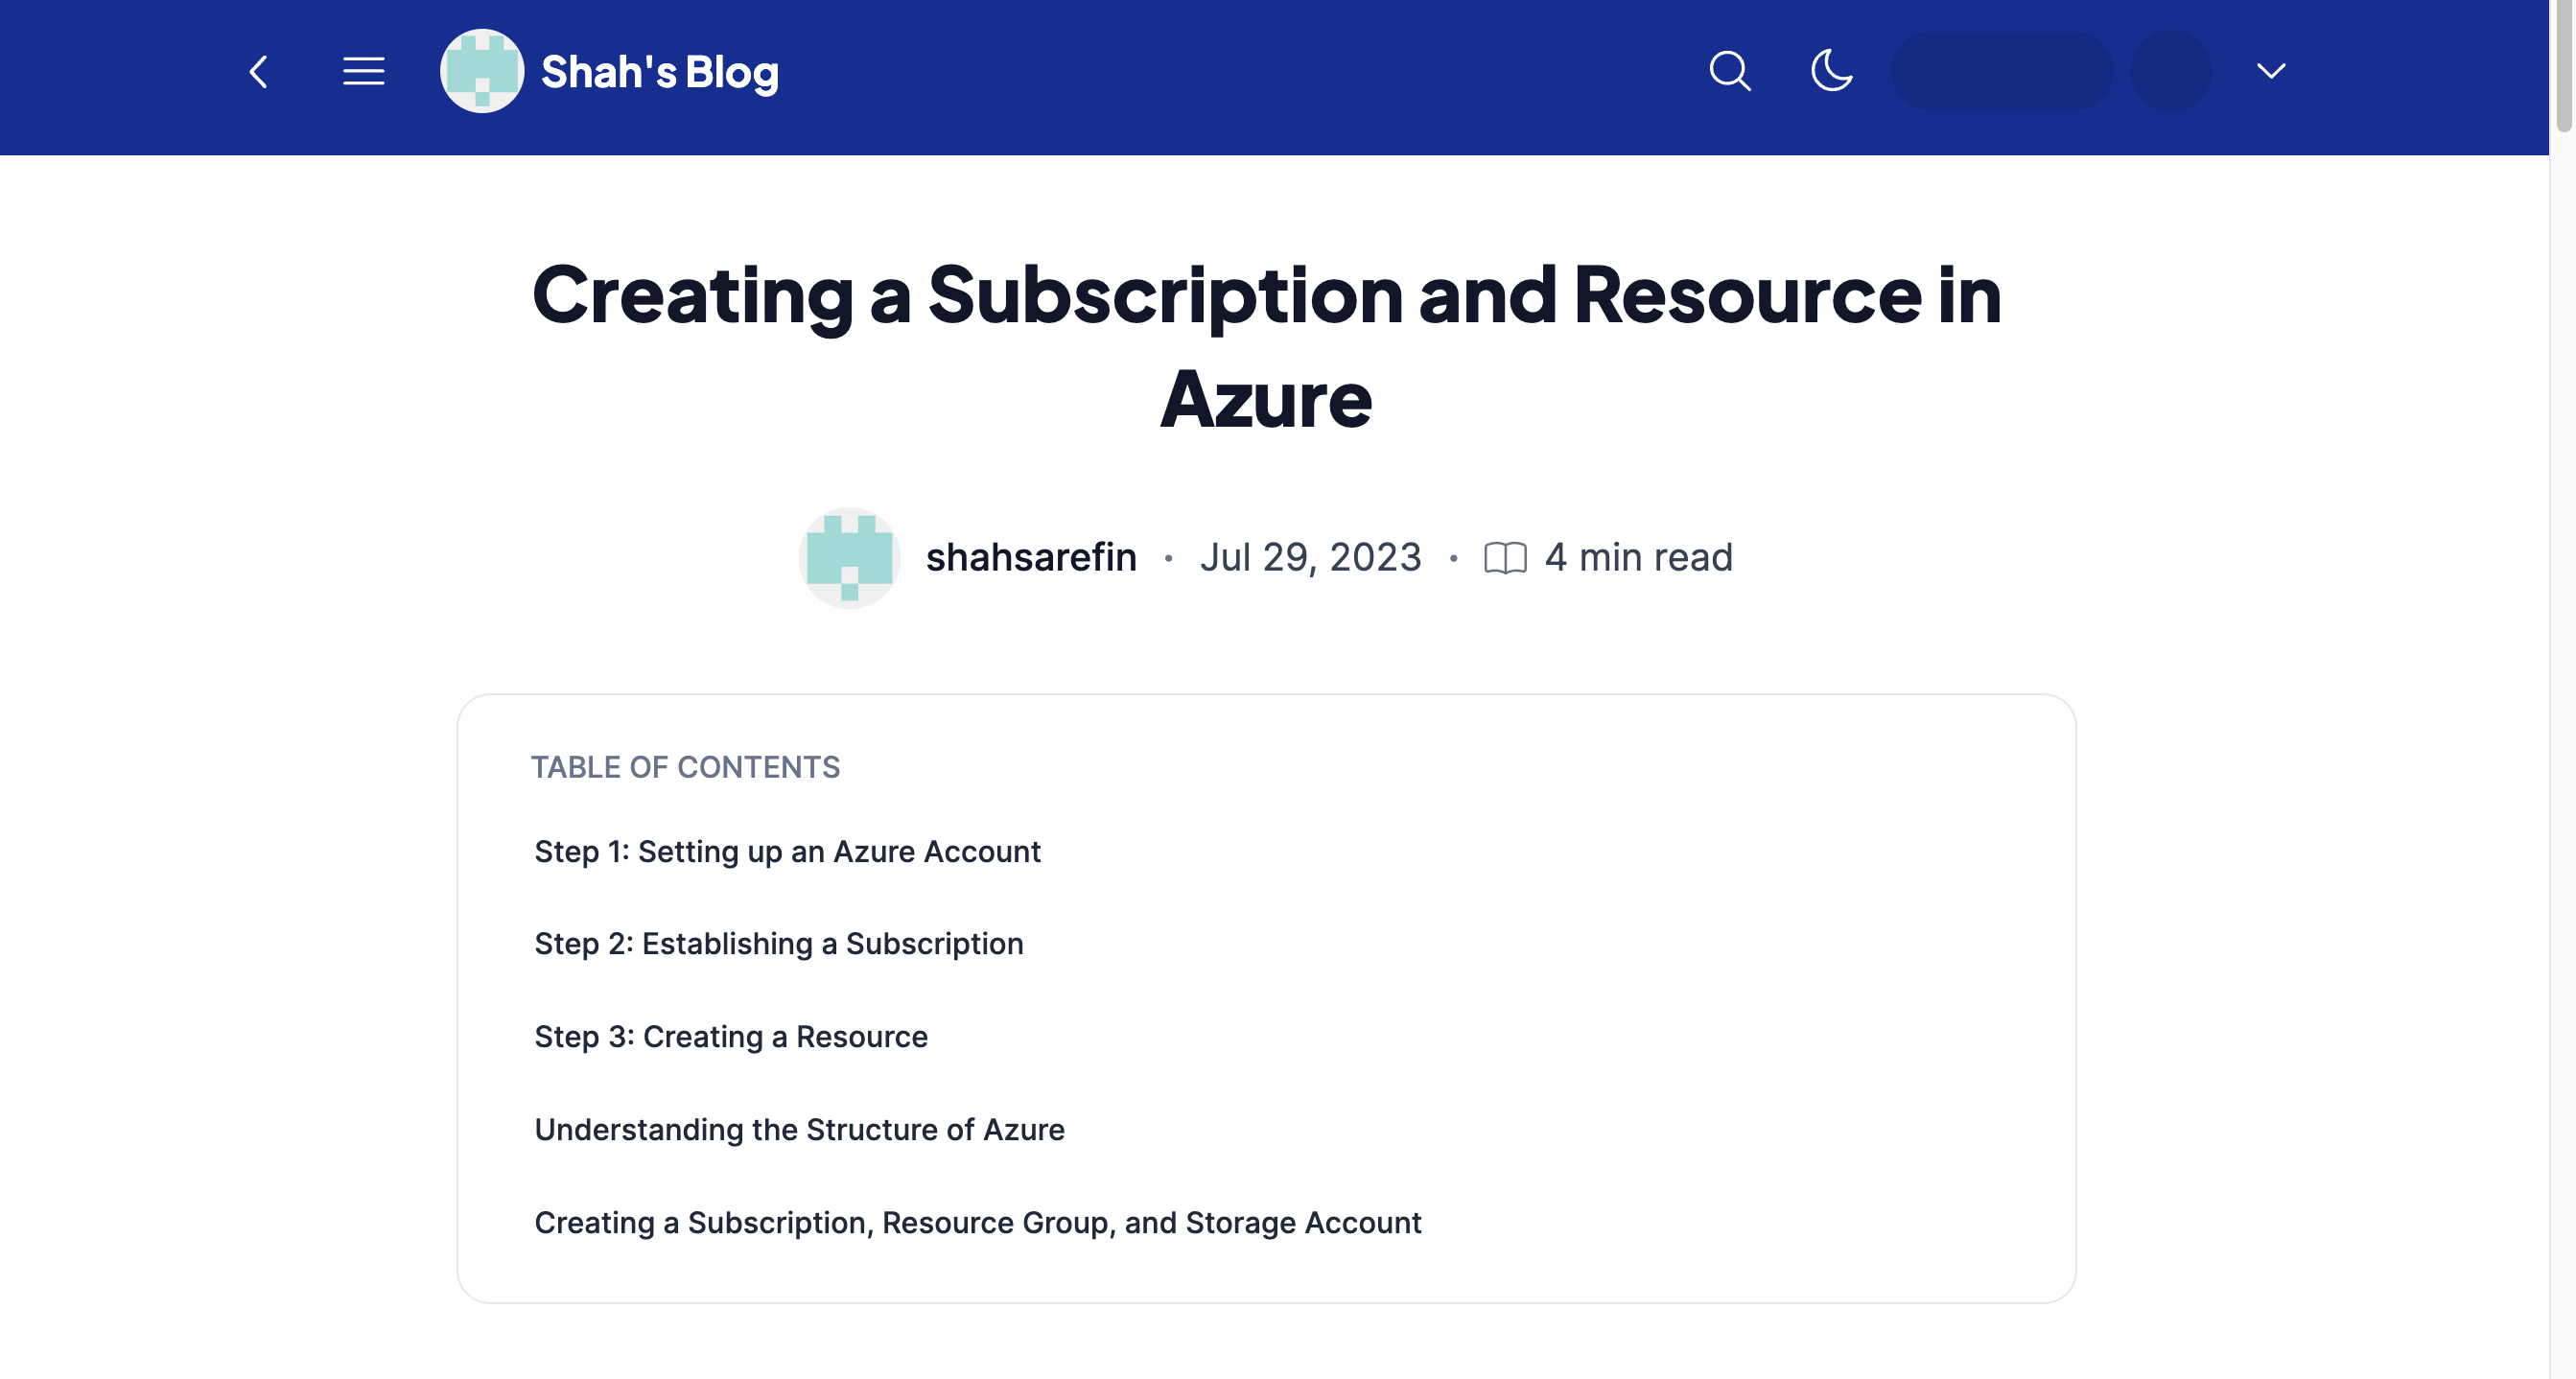 Shah's Blog
Creating a Subscription and Resource in
Azure
shahsarefin · Jul 29, 2023 · 4 min read
TABLE OF CONTENTS
Step 1: Setting up an Azure Account
Step 2: Establishing a Subscription
Step 3: Creating a Resource
Understanding the Structure of Azure
Creating a Subscription, Resource Group, and Storage Account